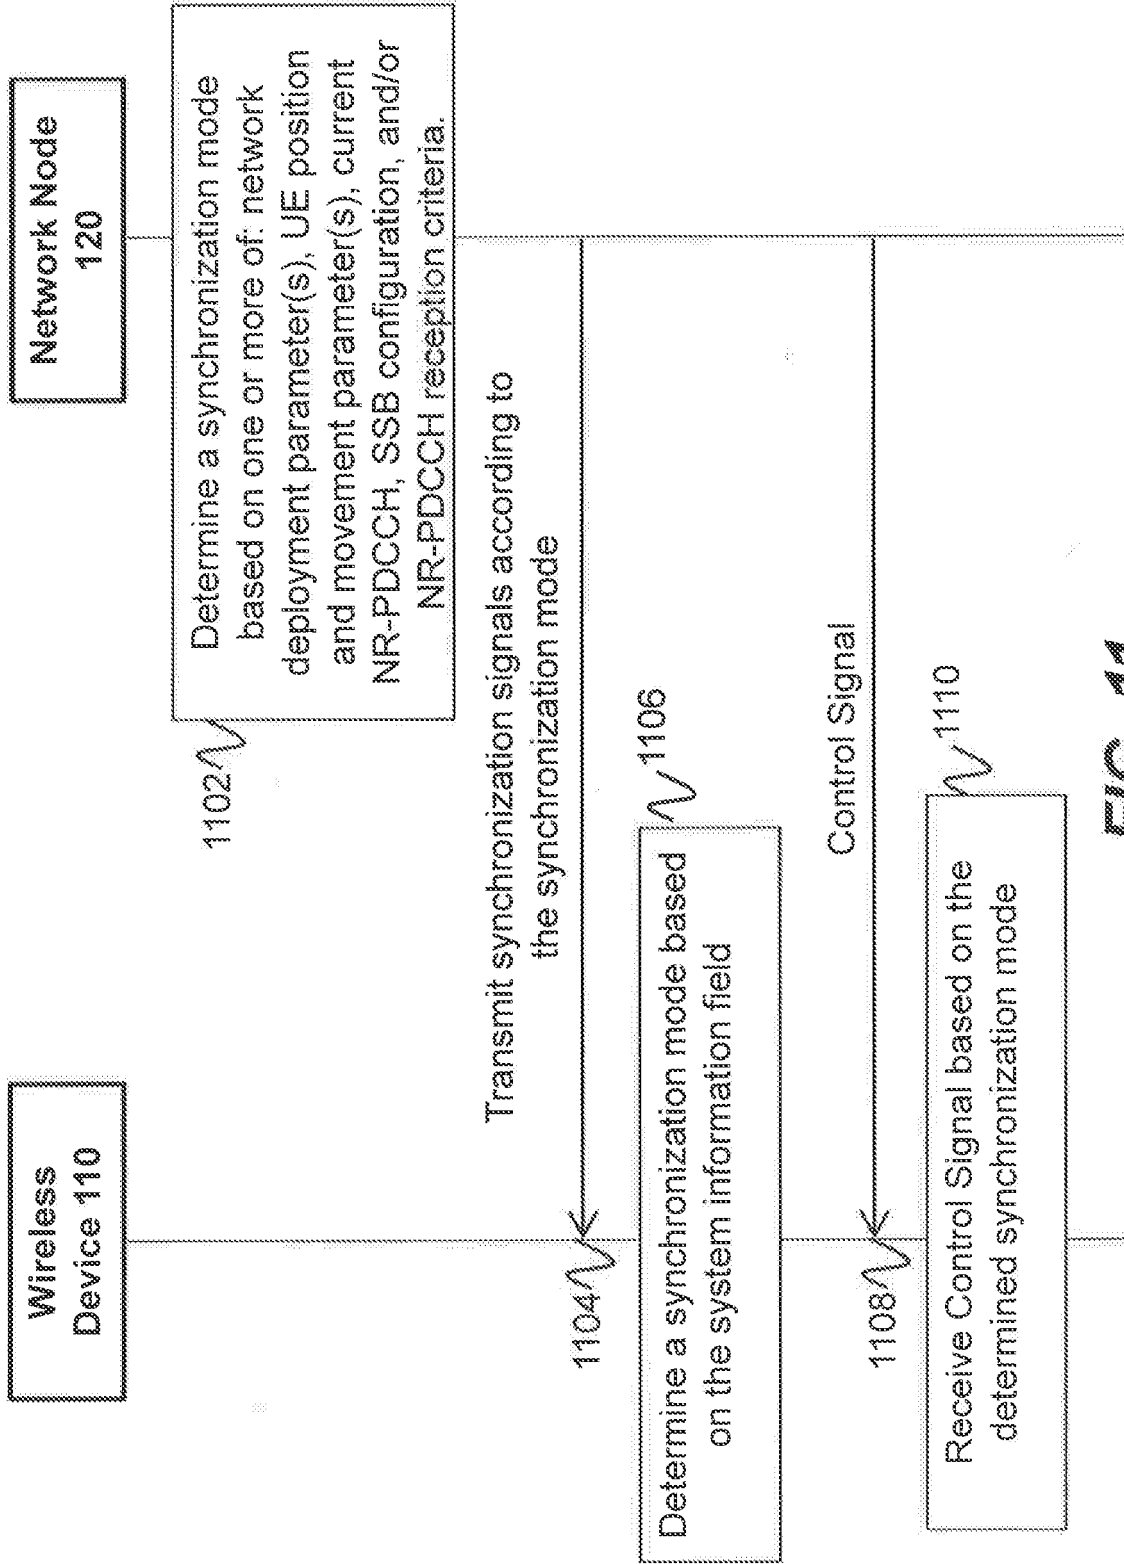 Wireless
Device 110
Network Node
120
1102
Determine a synchronization mode
based on one or more of: network
deployment parameter(s), UE position
and movement parameter(s), current
NR-PDCCH, SSB configuration, and/or
NR-PDCCH reception criteria.
Transmit synchronization signals according to
the synchronization mode
1104
1106
Determine a synchronization mode based
on the system information field
Control Signal
1108
1110
Receive Control Signal based on the
determined synchronization mode
FIG. 11